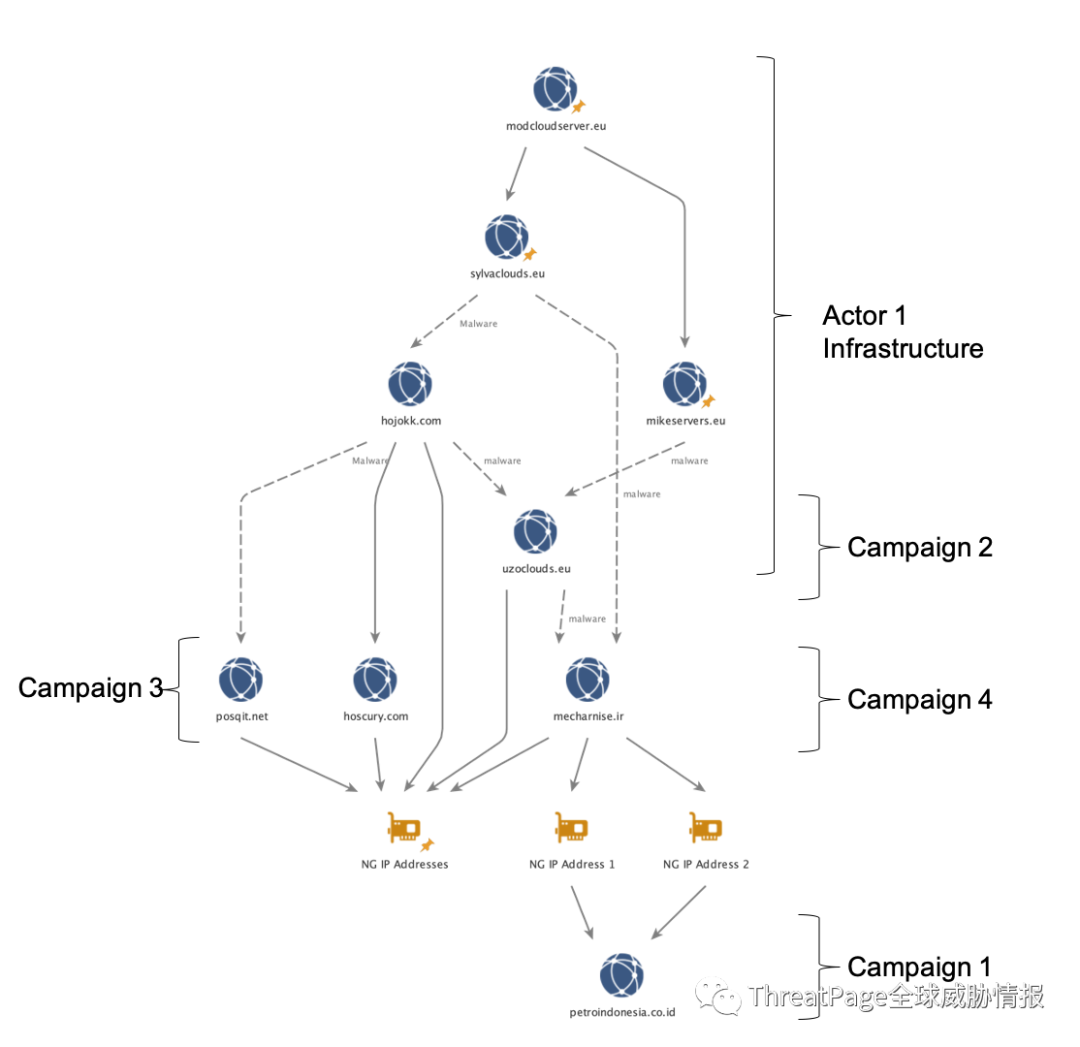 modcloudserver.eu
sylvaclouds.eu
Malware
Actor 1
Infrastructure
hojokk.com
mikeservers.eu
Malware
malware
malware
malware
uzoclouds.eu
Campaign 2
malware
Campaign 3
posqit.net
hoscury.com
mecharnise.ir
Campaign 4
NG IP Addresses
NG IP Address 1
NG IP Address 2
Campaign 1
petroindonesia.co.id
ThreatPage全球威胁情报